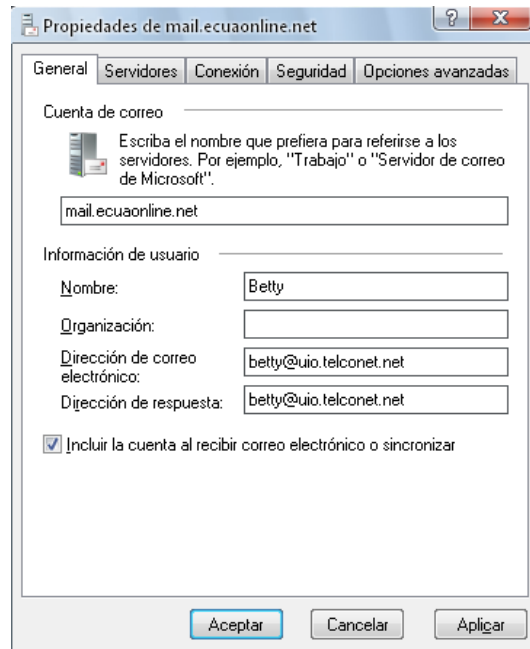 Propiedades de mail.ecuaonline.net
General Servidores Conexión Seguridad Opciones avanzadas
Cuenta de correo
Escriba el nombre que prefiera para referirse a los
servidores. Por ejemplo, "Trabajo" o "Servidor de correo
de Microsoft".
mail.ecuaonline.net
Información de usuario
Nombre: Betty
Organización:
Dirección de correo
electrónico: betty@uio.telconet.net
Dirección de respuesta: betty@uio.telconet.net
Incluir la cuenta al recibir correo electrónico o sincronizar
Aceptar Cancelar Aplicar